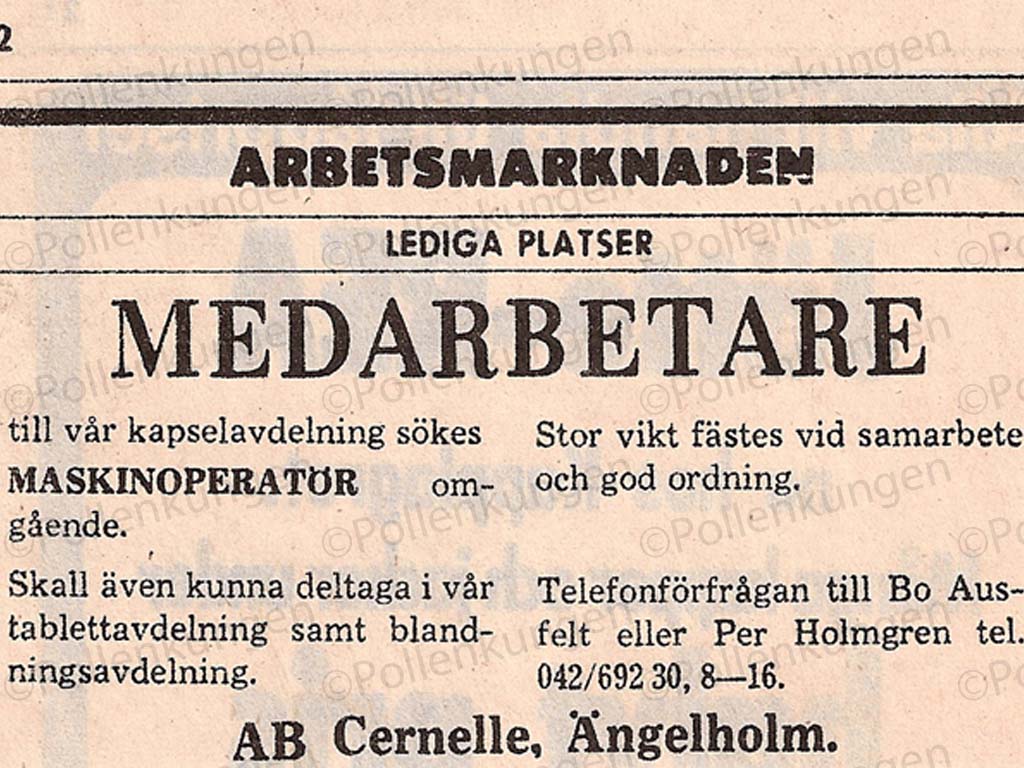 2
ARBETSMARKNADEN
LEDIGA PLATSER
MEDARBETARE
till vår kapselavdelning sökes
MASKINOPERATÖR om-
gående.
Skall även kunna deltaga i vår
tablettavdelning samt bland-
ningsavdelning.
Stor vikt fästes vid samarbete
och god ordning.
Telefonförfrågan till Bo Aus-
felt eller Per Holmgren tel.
042/692 30, 8—16.
AB Cernelle, Ängelholm.
©Pollenkungen